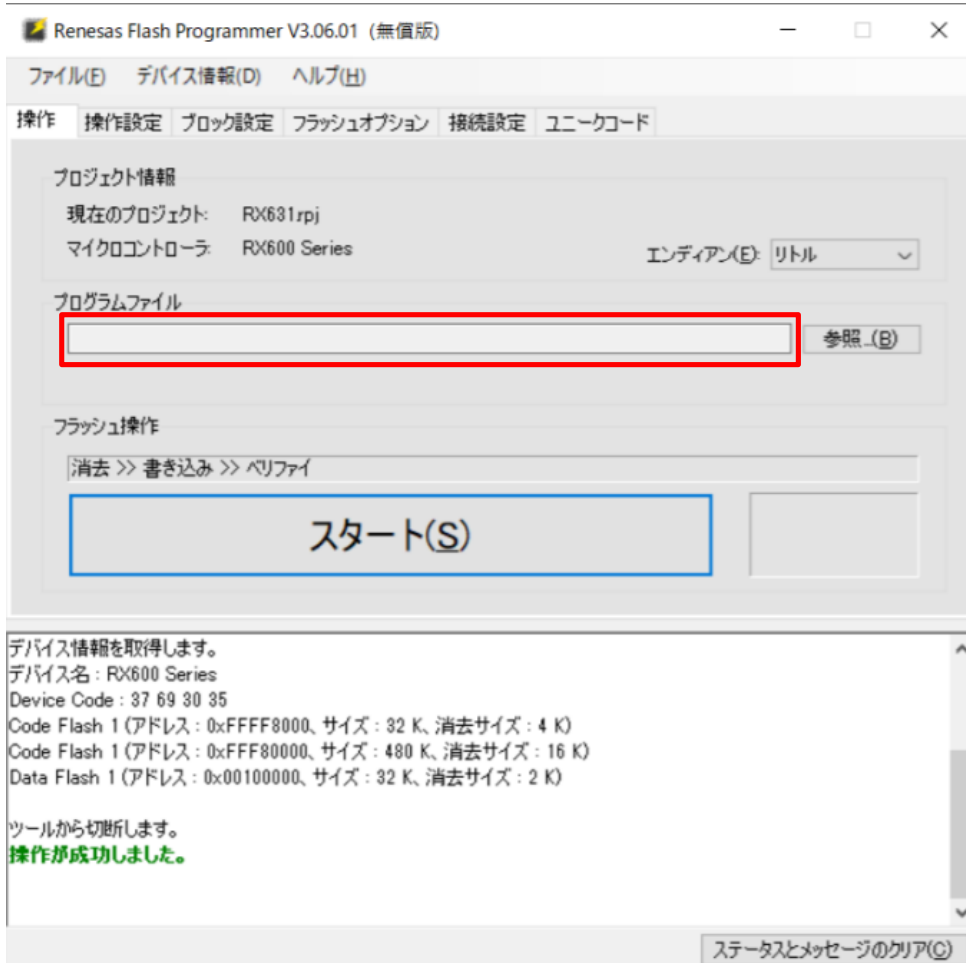 Renesas Flash Programmer V3.06.01 (無償版)
ファイル(F) デバイス情報(D) ヘルプ(H)
操作 操作設定 ブロック設定 フラッシュオプション 接続設定 ユニークコード
プロジェクト情報
現在のプロジェクト: RX631.rpj
マイクロコントローラ: RX600 Series
エンディアン(E): リトル
プログラムファイル
参照...(B)
フラッシュ操作
消去 >> 書き込み >> ベリファイ
スタート(S)
デバイス情報を取得します。
デバイス名 : RX600 Series
Device Code : 37 69 30 35
Code Flash 1 (アドレス : 0xFFFF8000、サイズ : 32 K、消去サイズ : 4 K)
Code Flash 1 (アドレス : 0xFFF80000、サイズ : 480 K、消去サイズ : 16 K)
Data Flash 1 (アドレス : 0x00100000、サイズ : 32 K、消去サイズ : 2 K)
ツールから切断します。
操作が成功しました。
ステータスとメッセージのクリア(C)